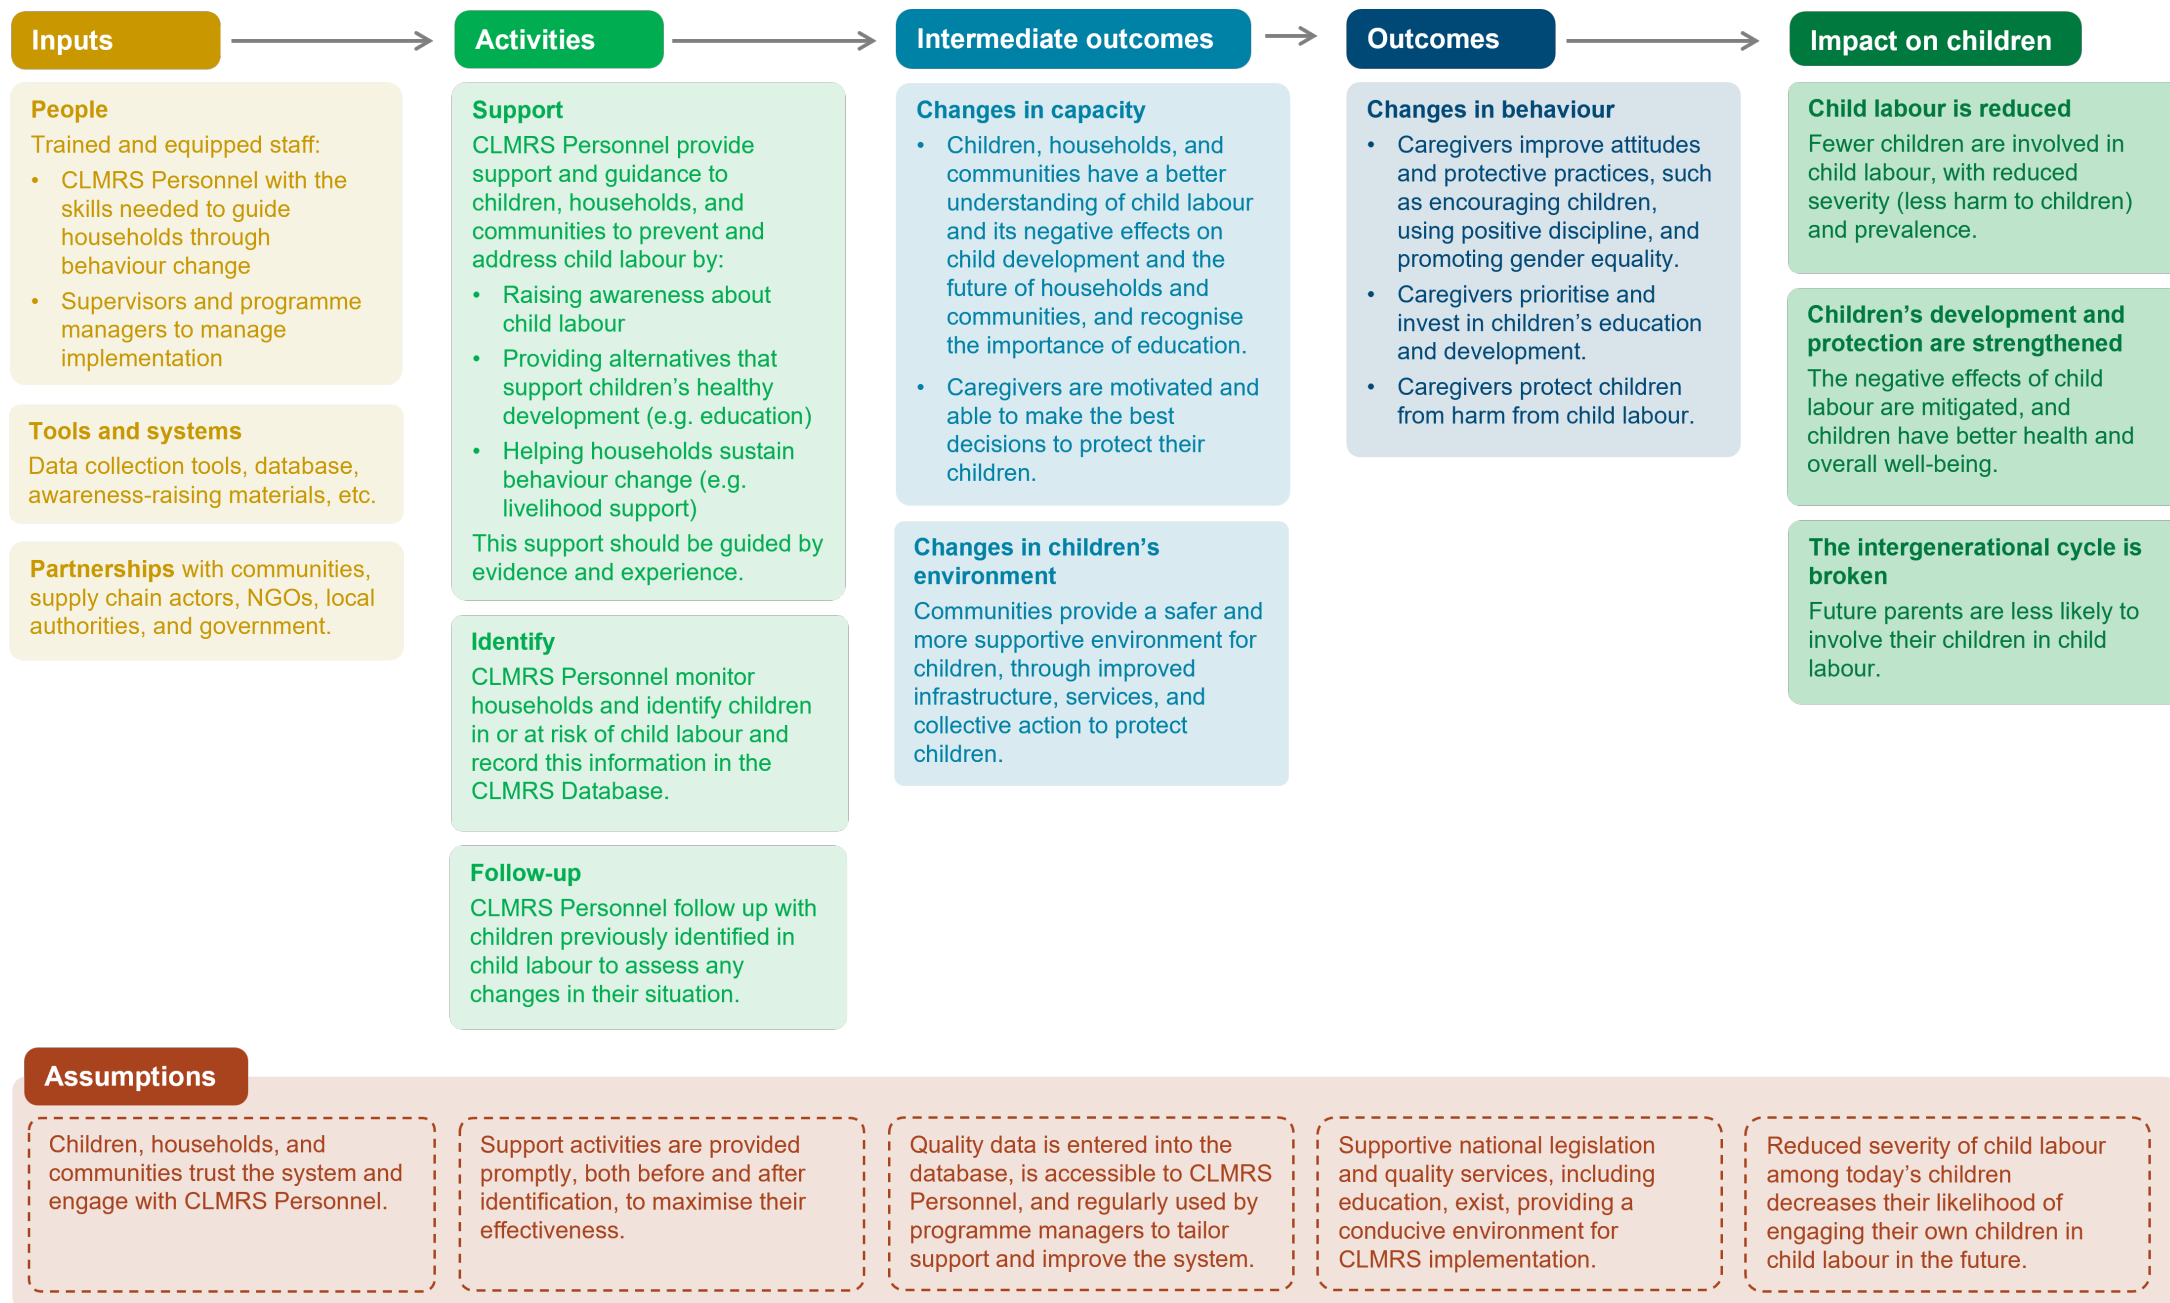 Inputs
Activities
Intermediate outcomes
Outcomes
Impact on children
People
Trained and equipped staff:
• CLMRS Personnel with the
skills needed to guide
households through
behaviour change
• Supervisors and programme
managers to manage
implementation
Tools and systems
Data collection tools, database,
awareness-raising materials, etc.
Partnerships with communities,
supply chain actors, NGOs, local
authorities, and government.
Support
CLMRS Personnel provide
support and guidance to
children, households, and
communities to prevent and
address child labour by:
• Raising awareness about
child labour
• Providing alternatives that
support children’s healthy
development (e.g. education)
• Helping households sustain
behaviour change (e.g.
livelihood support)
This support should be guided by
evidence and experience.
Identify
CLMRS Personnel monitor
households and identify children
in or at risk of child labour and
record this information in the
CLMRS Database.
Follow-up
CLMRS Personnel follow up with
children previously identified in
child labour to assess any
changes in their situation.
Changes in capacity
• Children, households, and
communities have a better
understanding of child labour
and its negative effects on
child development and the
future of households and
communities, and recognise
the importance of education.
• Caregivers are motivated and
able to make the best
decisions to protect their
children.
Changes in children’s
environment
Communities provide a safer and
more supportive environment for
children, through improved
infrastructure, services, and
collective action to protect
children.
Changes in behaviour
• Caregivers improve attitudes
and protective practices, such
as encouraging children,
using positive discipline, and
promoting gender equality.
• Caregivers prioritise and
invest in children’s education
and development.
• Caregivers protect children
from harm from child labour.
Child labour is reduced
Fewer children are involved in
child labour, with reduced
severity (less harm to children)
and prevalence.
Children’s development and
protection are strengthened
The negative effects of child
labour are mitigated, and
children have better health and
overall well-being.
The intergenerational cycle is
broken
Future parents are less likely to
involve their children in child
labour.
Assumptions
Children, households, and
communities trust the system and
engage with CLMRS Personnel.
Support activities are provided
promptly, both before and after
identification, to maximise their
effectiveness.
Quality data is entered into the
database, is accessible to CLMRS
Personnel, and regularly used by
programme managers to tailor
support and improve the system.
Supportive national legislation
and quality services, including
education, exist, providing a
conducive environment for
CLMRS implementation.
Reduced severity of child labour
among today’s children
decreases their likelihood of
engaging their own children in
child labour in the future.